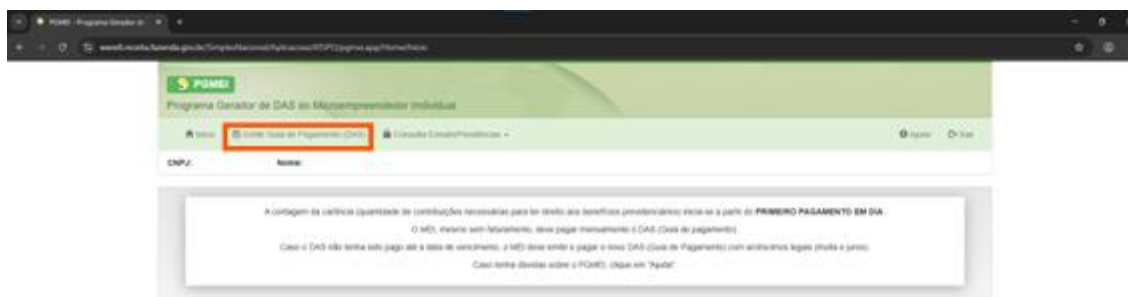 PGMEI - Programa Gerador de
PGMEI
Programa Gerador de DAS do Microempreendedor Individual
Início Emitir Guia de Pagamento (DAS) Consulta Extrato/Pendências Ajuda Sair
CNPJ: Nome:
A contagem da carência (quantidade de contribuições necessárias para ter direito aos benefícios previdenciários) inicia-se a partir do PRIMEIRO PAGAMENTO EM DIA.
O MEI, mesmo sem faturamento, deve pagar mensalmente o DAS (Guia de pagamento).
Caso o DAS não tenha sido pago até a data de vencimento, o MEI deve emitir e pagar o novo DAS (Guia de Pagamento) com acréscimos legais (multa e juros).
Caso tenha dúvidas sobre o PGMEI, clique em "Ajuda".